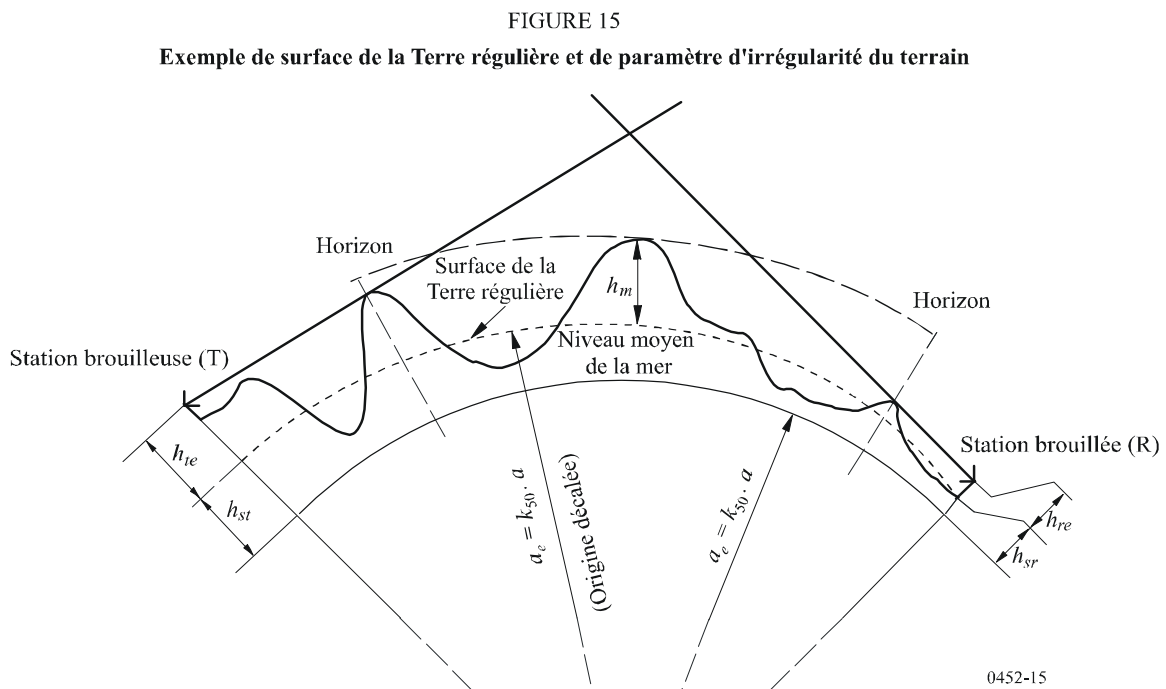 FIGURE 15
Exemple de surface de la Terre régulière et de paramètre d'irrégularité du terrain
Horizon
Surface de la
Terre régulière
h_m
Horizon
Station brouilleuse (T)
Niveau moyen
de la mer
Station brouillée (R)
h_te
h_st
a_e = k_50 · a
(Origine décalée)
a_e = k_50 · a
h_re
h_sr
0452-15